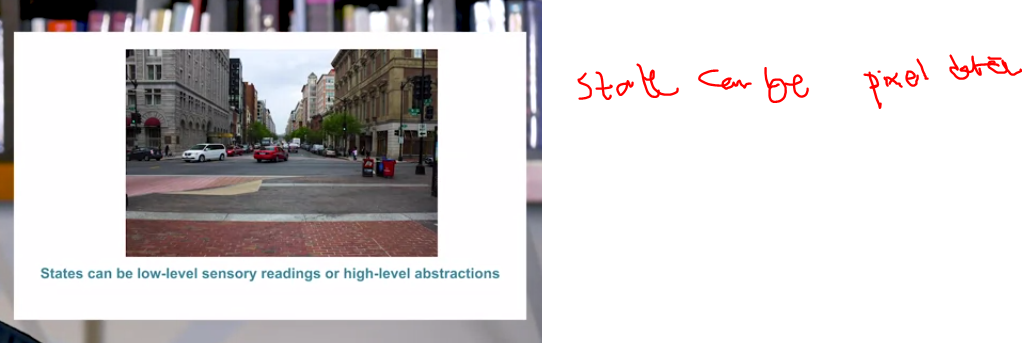 States can be low-level sensory readings or high-level abstractions
State can be pixel data